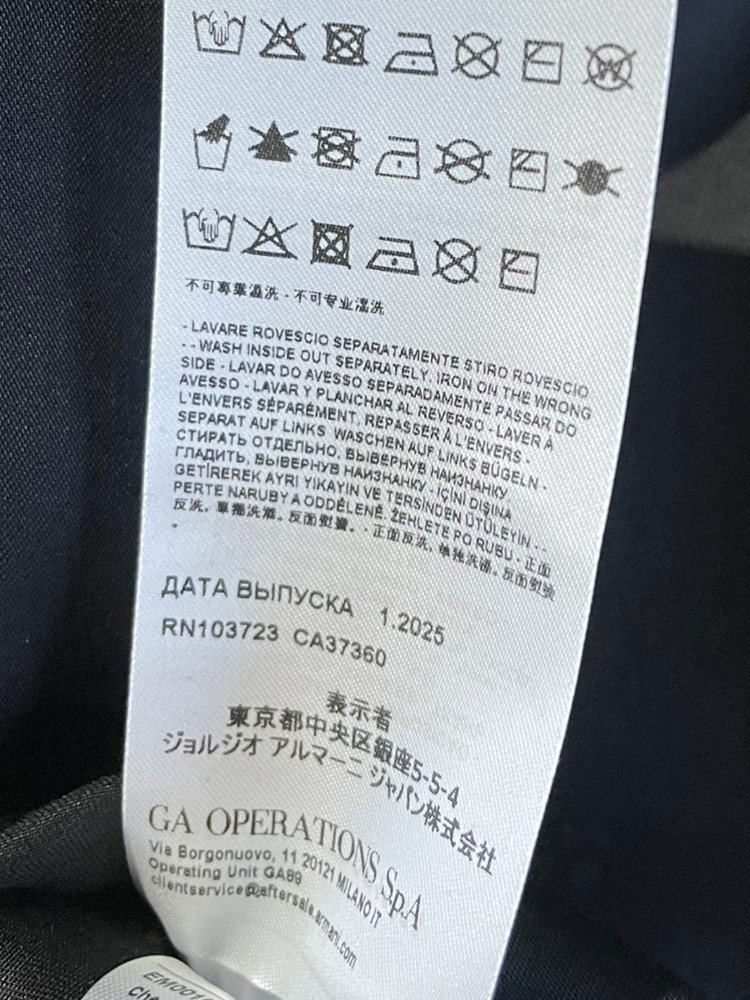 不可專業濕洗 - 不可专业湿洗
- LAVARE ROVESCIO SEPARATAMENTE STIRO ROVESCIO
- - WASH INSIDE OUT SEPARATELY, IRON ON THE WRONG
SIDE - LAVAR DO AVESSO SEPARADAMENTE PASSAR DO
AVESSO - LAVAR Y PLANCHAR AL REVERSO - LAVER À
L'ENVERS SÉPARÉMENT, REPASSER À L'ENVERS -
SEPARAT AUF LINKS WASCHEN AUF LINKS BÜGELN -
СТИРАТЬ ОТДЕЛЬНО, ВЫВЕРНУВ НАИЗНАНКУ
ГЛАДИТЬ, ВЫВЕРНУВ НАИЗНАНКУ - İÇİNİ DIŞINA
GETİREREK AYRI YIKAYIN VE TERSİNDEN ÜTÜLEYİN - -
PERTE NARUBY A ODDĚLENĚ. ŽEHLETE PO RUBU - 正面
反洗, 單獨洗滌。反面熨燙。 - 正面反洗, 单独洗涤。反面熨烫
-
ДАТА ВЫПУСКА 1.2025
RN103723 CA37360
表示者
東京都中央区銀座5-5-4
ジョルジオ アルマーニ ジャパン株式会社
GA OPERATIONS S.p.A
Via Borgonuovo, 11 20121 MILANO IT
Operating Unit GA89
clientservice@aftersale.armani.com